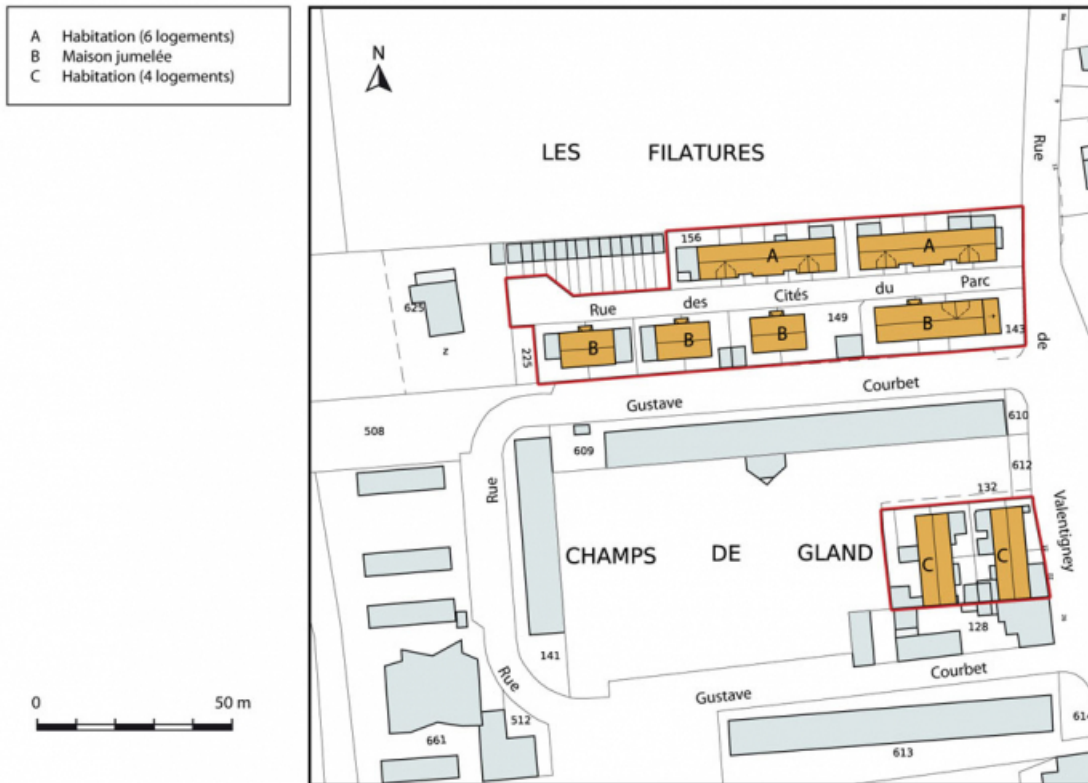 A Habitation (6 logements)
B Maison jumelée
C Habitation (4 logements)
N
LES FILATURES
Rue
156
A
A
Rue des Cités du Parc
625
z
225
B
B
B
149
B
143
de
Gustave Courbet
508
609
610
612
132
Rue
Valentigney
CHAMPS DE GLAND
C
C
128
141
Rue
Gustave Courbet
512
661
613
614
0 50 m